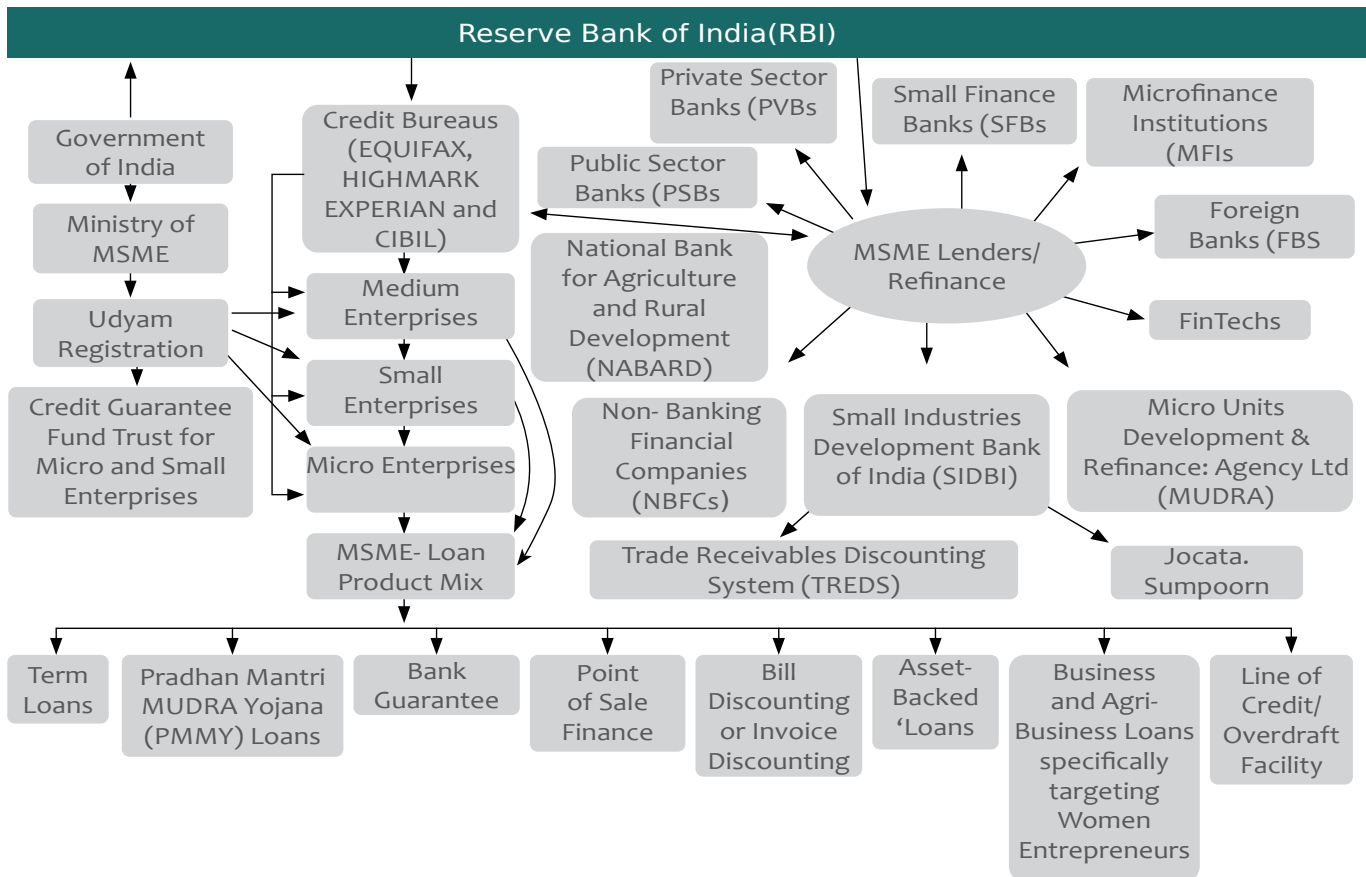 Reserve Bank of India(RBI)
Government
of India
Ministry of
MSME
Udyam
Registration
Credit Guarantee
Fund Trust for
Micro and Small
Enterprises
Credit Bureaus
(EQUIFAX,
HIGHMARK
EXPERIAN and
CIBIL)
Medium
Enterprises
Small
Enterprises
Micro Enterprises
MSME- Loan
Product Mix
Private Sector
Banks (PVBs
Small Finance
Banks (SFBs
Microfinance
Institutions
(MFIs
Public Sector
Banks (PSBs
Foreign
Banks (FBS
MSME Lenders/
Refinance
National Bank
for Agriculture
and Rural
Development
(NABARD)
FinTechs
Non- Banking
Financial
Companies
(NBFCs)
Small Industries
Development Bank
of India (SIDBI)
Micro Units
Development &
Refinance: Agency Ltd
(MUDRA)
Trade Receivables Discounting
System (TREDS)
Jocata.
Sumpoorn
Term
Loans
Pradhan Mantri
MUDRA Yojana
(PMMY) Loans
Bank
Guarantee
Point
of Sale
Finance
Bill
Discounting
or Invoice
Discounting
Asset-
Backed
‘Loans
Business
and Agri-
Business Loans
specifically
targeting
Women
Entrepreneurs
Line of
Credit/
Overdraft
Facility